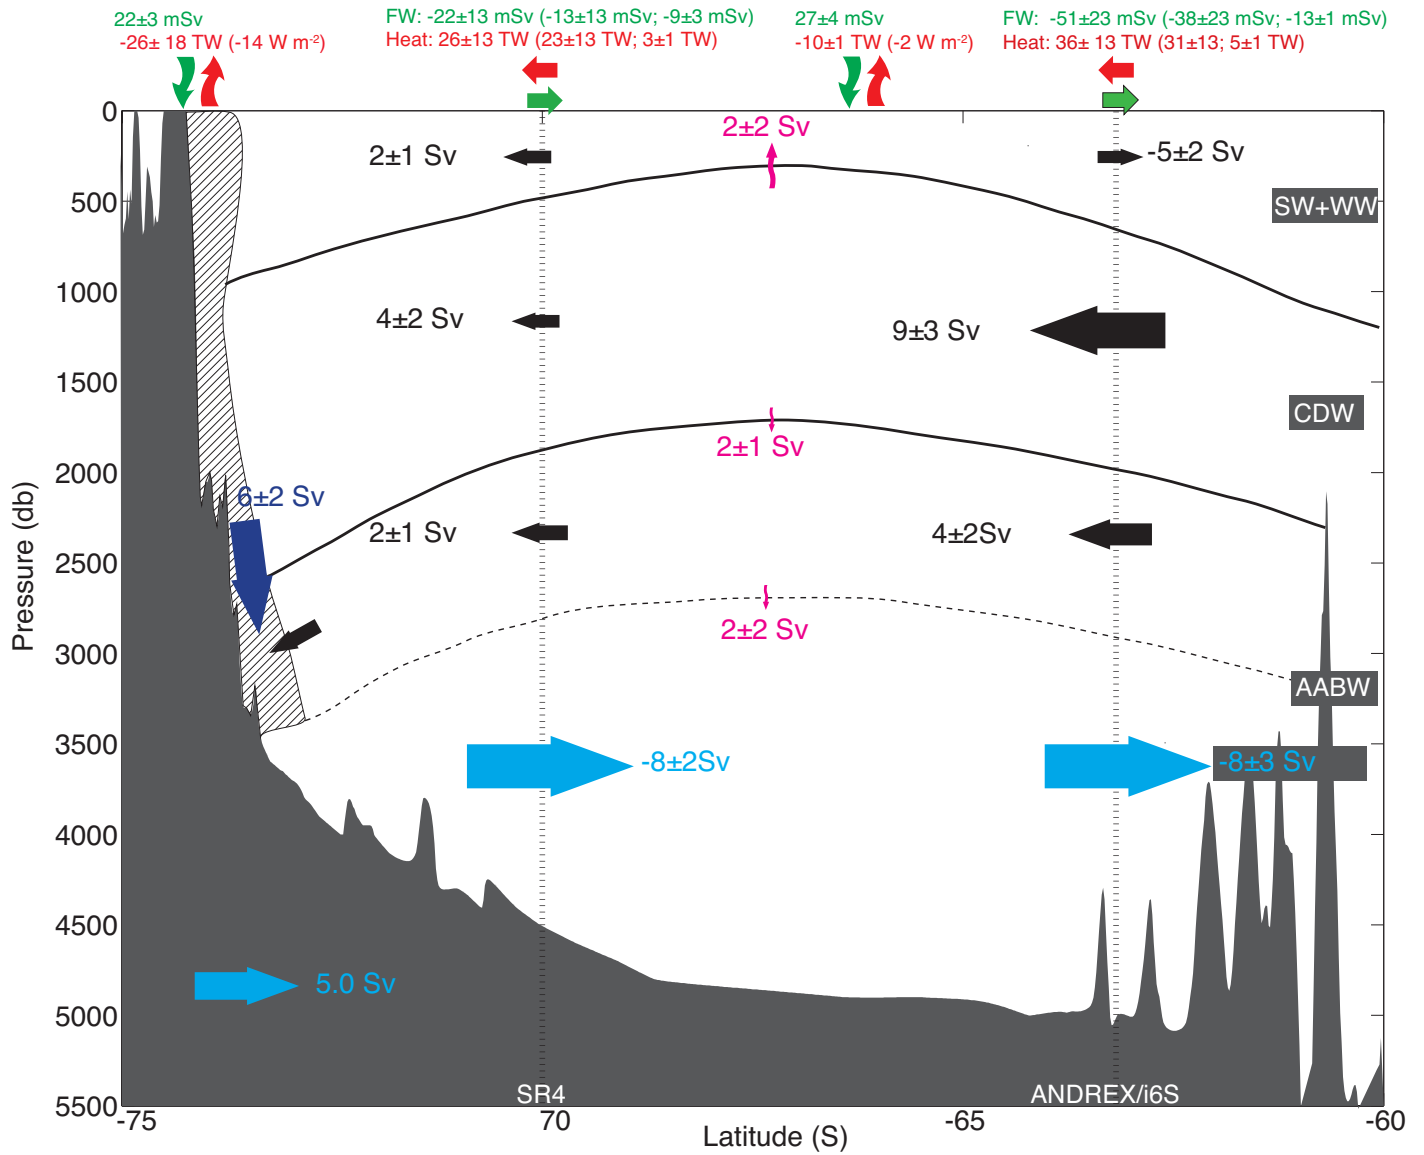 22±3 mSv
-26± 18 TW (-14 W m-2)
FW: -22±13 mSv (-13±13 mSv; -9±3 mSv)
Heat: 26±13 TW (23±13 TW; 3±1 TW)
27±4 mSv
-10±1 TW (-2 W m-2)
FW: -51±23 mSv (-38±23 mSv; -13±1 mSv)
Heat: 36± 13 TW (31±13; 5±1 TW)
0
500
1000
1500
2000
2500
3000
3500
4000
4500
5000
5500
Pressure (db)
2±1 Sv
2±2 Sv
-5±2 Sv
SW+WW
4±2 Sv
9±3 Sv
CDW
2±1 Sv
6±2 Sv
2±1 Sv
4±2Sv
2±2 Sv
AABW
-8±2Sv
-8±3 Sv
5.0 Sv
SR4
ANDREX/i6S
-75
70
-65
-60
Latitude (S)